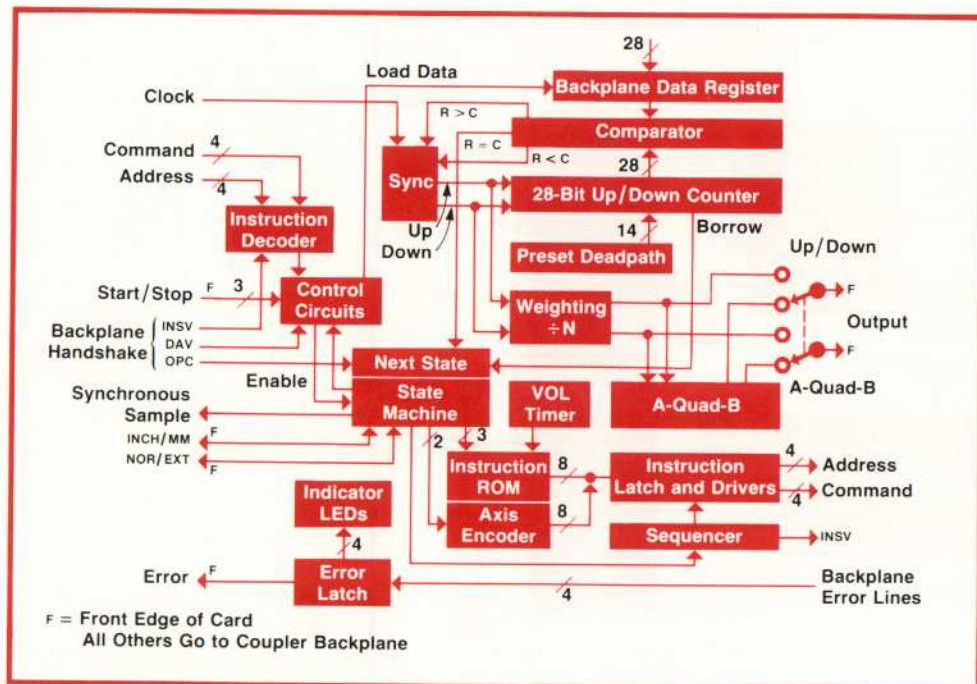 28
Load Data
Backplane Data Register
Clock
R > C
Comparator
Command
4
R = C
R < C
Address
4
Sync
28
28-Bit Up/Down Counter
Instruction
Decoder
Up
Down
14
Borrow
Preset Deadpath
Up/Down
Start/Stop
F
3
Control
Circuits
Weighting
÷N
F
Output
Backplane
Handshake
INSV
DAV
OPC
F
Enable
Next State
State
Machine
VOL
Timer
A-Quad-B
A-Quad-B
Synchronous
Sample
INCH/MM
F
NOR/EXT
F
2
3
Instruction
ROM
8
Instruction
Latch and Drivers
4
Address
4
Command
Indicator
LEDs
Axis
Encoder
8
Sequencer
INSV
4
Error
F
Error
Latch
4
Backplane
Error Lines
F = Front Edge of Card
All Others Go to Coupler Backplane